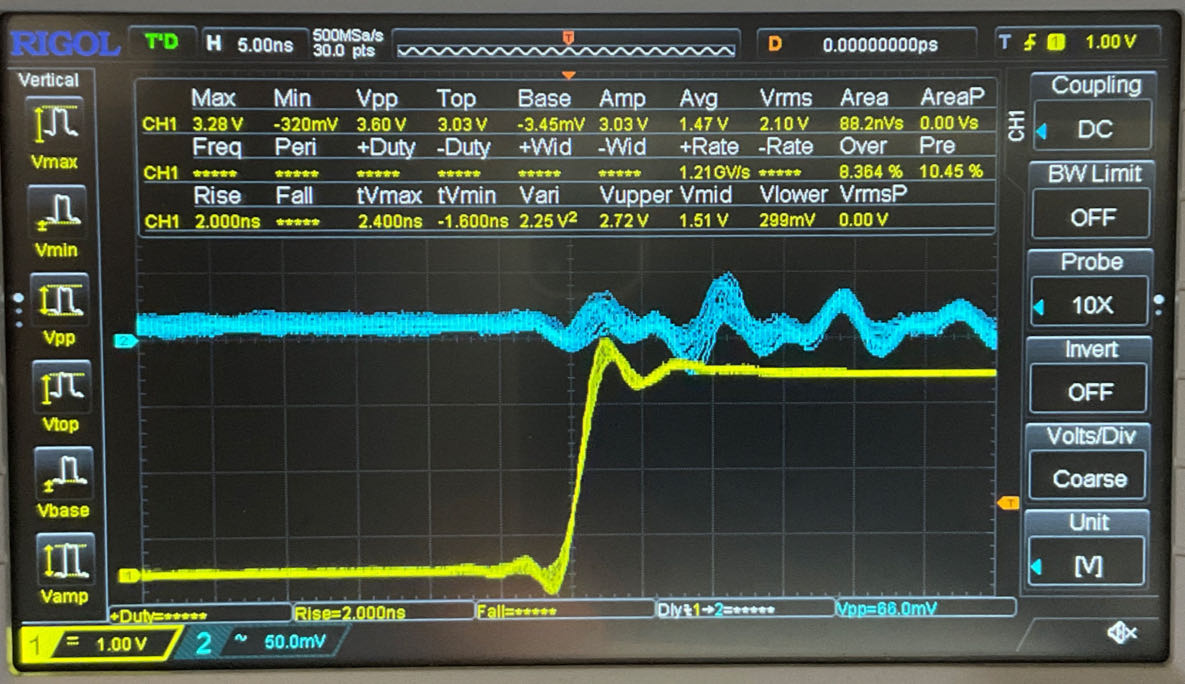 RIGOL T'D H 5.00ns 500MSa/s 30.0 pts T D 0.00000000ps T 1 1.00 V
Vertical
Vmax
Vmin
Vpp
Vtop
Vbase
Vamp
Max Min Vpp Top Base Amp Avg Vrms Area AreaP
CH1 3.28 V -320mV 3.60 V 3.03 V -3.45mV 3.03 V 1.47 V 2.10 V 88.2nVs 0.00 Vs
Freq Peri +Duty -Duty +Wid -Wid +Rate -Rate Over Pre
CH1 ***** ***** ***** ***** ***** ***** 1.21GV/s ***** 8.364 % 10.45 %
Rise Fall tVmax tVmin Vari Vupper Vmid Vlower VrmsP
CH1 2.000ns ***** 2.400ns -1.600ns 2.25 V² 2.72 V 1.51 V 299mV 0.00 V
2
T
1
CH1
Coupling
DC
BW Limit
OFF
Probe
10X
Invert
OFF
Volts/Div
Coarse
Unit
[V]
+Duty=***** Rise=2.000ns Fall=***** Dly1→2=***** Vpp=66.0mV
1 = 1.00 V 2 ~ 50.0mV